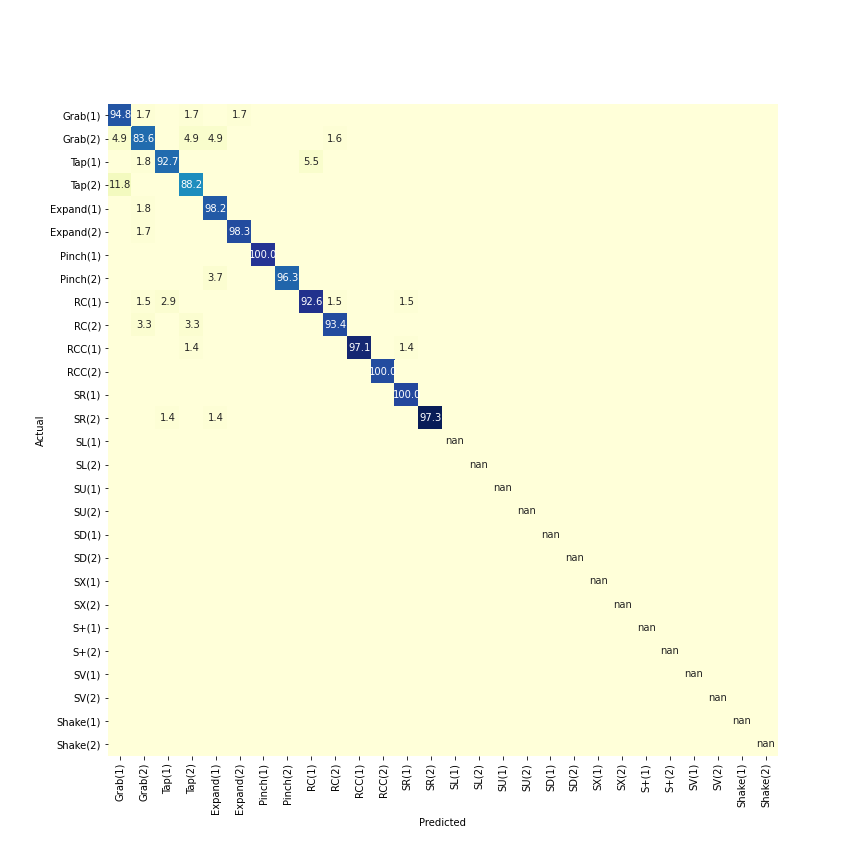 Grab(1) 94.8 1.7 1.7 1.7
Grab(2) 4.9 83.6 4.9 4.9 1.6
Tap(1) 1.8 92.7 5.5
Tap(2) 11.8 88.2
Expand(1) 1.8 98.2
Expand(2) 1.7 98.3
Pinch(1) 100.0
Pinch(2) 3.7 96.3
RC(1) 1.5 2.9 92.6 1.5 1.5
RC(2) 3.3 3.3 93.4
RCC(1) 1.4 97.1 1.4
RCC(2) 100.0
SR(1) 100.0
SR(2) 1.4 1.4 97.3
SL(1) nan
SL(2) nan
SU(1) nan
SU(2) nan
SD(1) nan
SD(2) nan
SX(1) nan
SX(2) nan
S+(1) nan
S+(2) nan
SV(1) nan
SV(2) nan
Shake(1) nan
Shake(2) nan
Actual
Grab(1) Grab(2) Tap(1) Tap(2) Expand(1) Expand(2) Pinch(1) Pinch(2) RC(1) RC(2) RCC(1) RCC(2) SR(1) SR(2) SL(1) SL(2) SU(1) SU(2) SD(1) SD(2) SX(1) SX(2) S+(1) S+(2) SV(1) SV(2) Shake(1) Shake(2)
Predicted